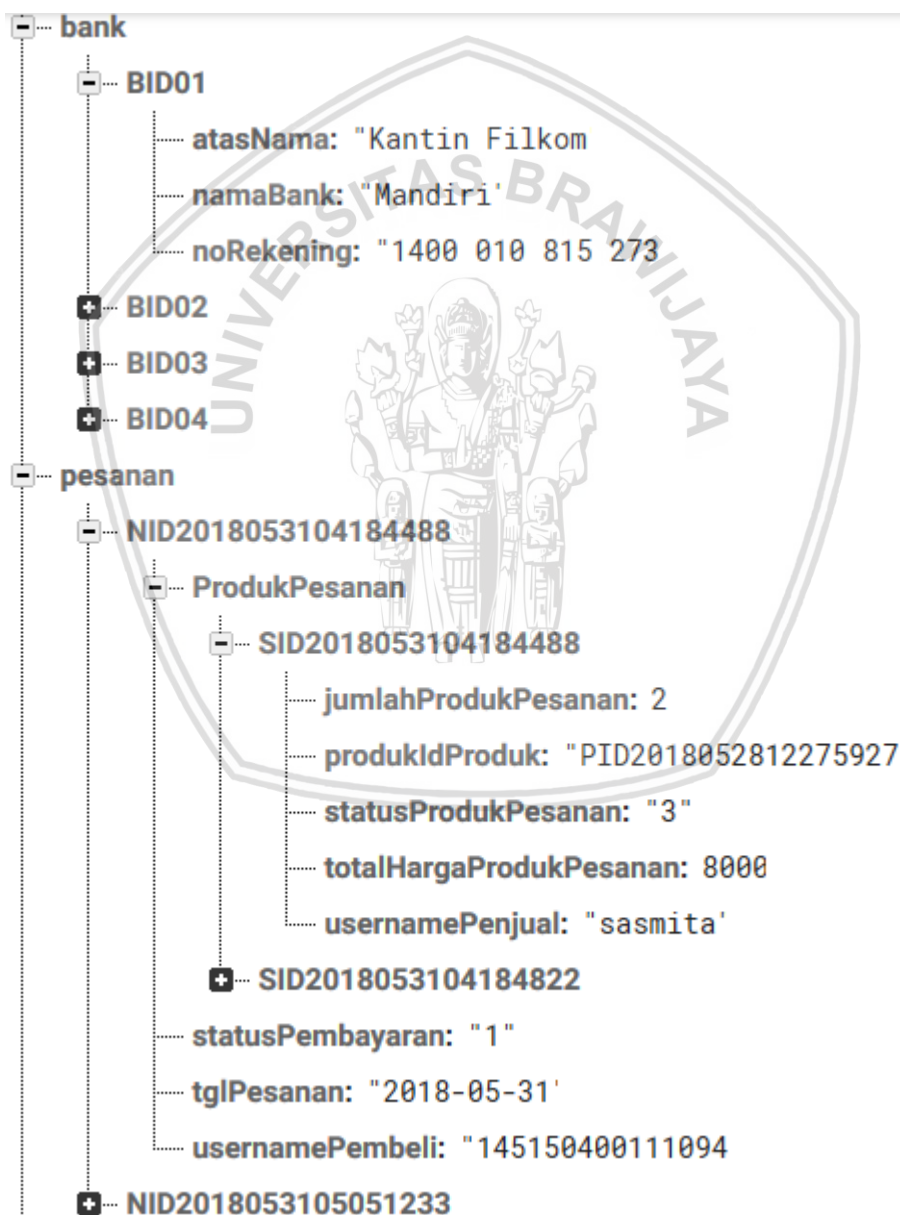 bank
BID01
atasNama: "Kantin Filkom
namaBank: "Mandiri'
noRekening: "1400 010 815 273
BID02
BID03
BID04
pesanan
NID2018053104184488
ProdukPesanan
SID2018053104184488
jumlahProdukPesanan: 2
produkIdProduk: "PID2018052812275927
statusProdukPesanan: "3"
totalHargaProdukPesanan: 8000
usernamePenjual: "sasmita'
SID2018053104184822
statusPembayaran: "1"
tglPesanan: "2018-05-31'
usernamePembeli: "145150400111094
NID2018053105051233
UNIVERSITAS BRAWIJAYA